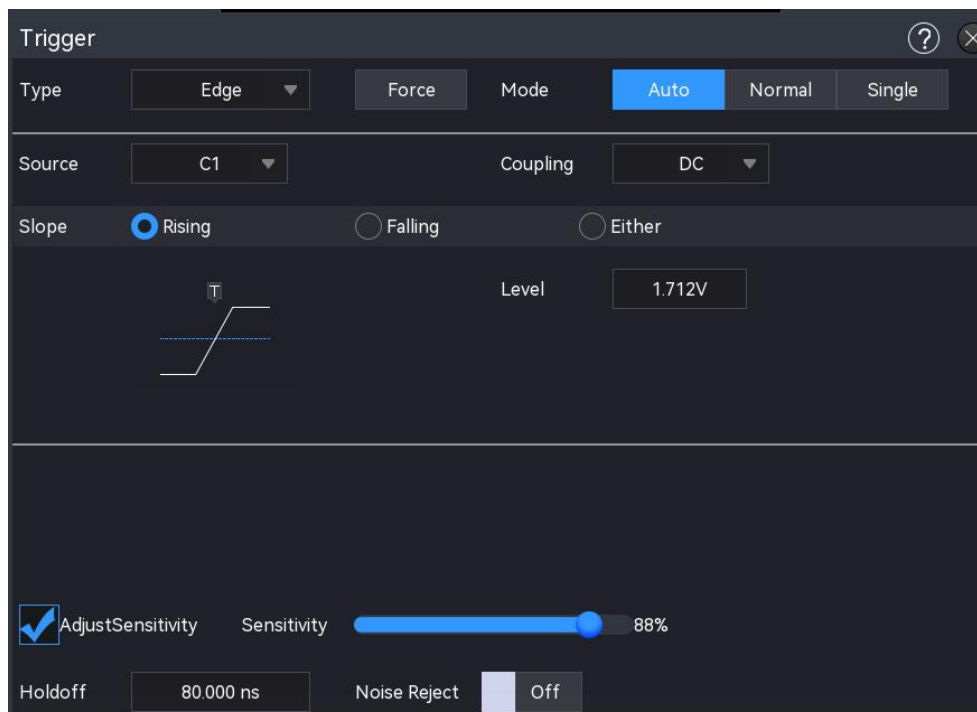 Trigger ?
Type Edge Force Mode Auto Normal Single
Source C1 Coupling DC
Slope Rising Falling Either
T
Level 1.712V
AdjustSensitivity Sensitivity 88%
Holdoff 80.000 ns Noise Reject Off